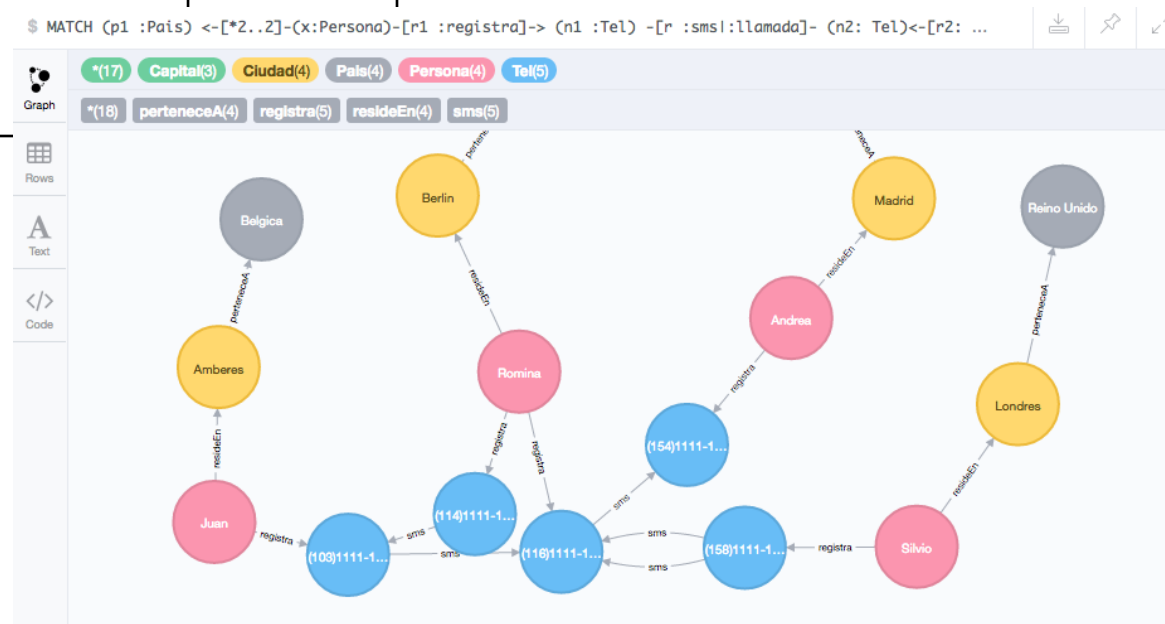 $ MATCH (p1 :Pais) <-[*2..2]-(x:Persona)-[r1 :registra]-> (n1 :Tel) -[r :sms|:llamada]- (n2: Tel)<-[r2: ...
*(17) Capital(3) Ciudad(4) Pais(4) Persona(4) Tel(5)
Graph
*(18) perteneceA(4) registra(5) resideEn(4) sms(5)
Rows
Text
Code
pertene
neceA
Berlin
Madrid
Belgica
Reino Unido
resideEn
resideEn
perteneceA
perteneceA
Andrea
Amberes
Romina
registra
Londres
resideEn
registra
registra
(154)1111-1...
resideEn
sms
Juan
registra
(114)1111-1...
sms
(103)1111-1...
sms
(116)1111-1...
sms
sms
(158)1111-1...
registra
Silvio